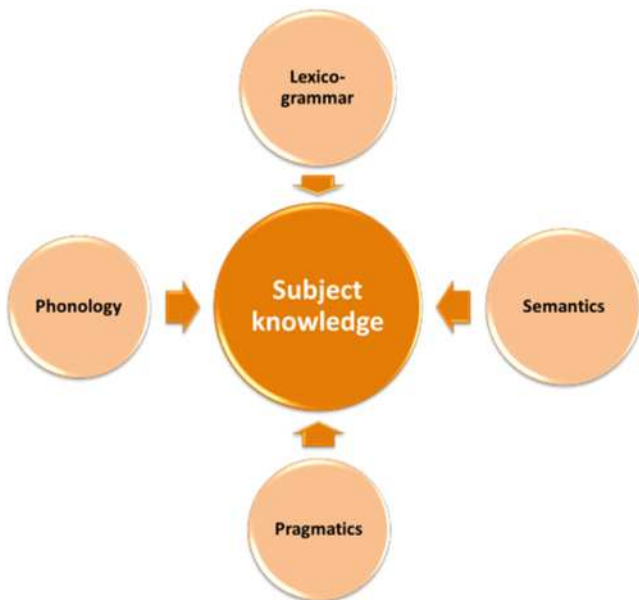 Lexico-
grammar
Phonology
Subject
knowledge
Semantics
Pragmatics